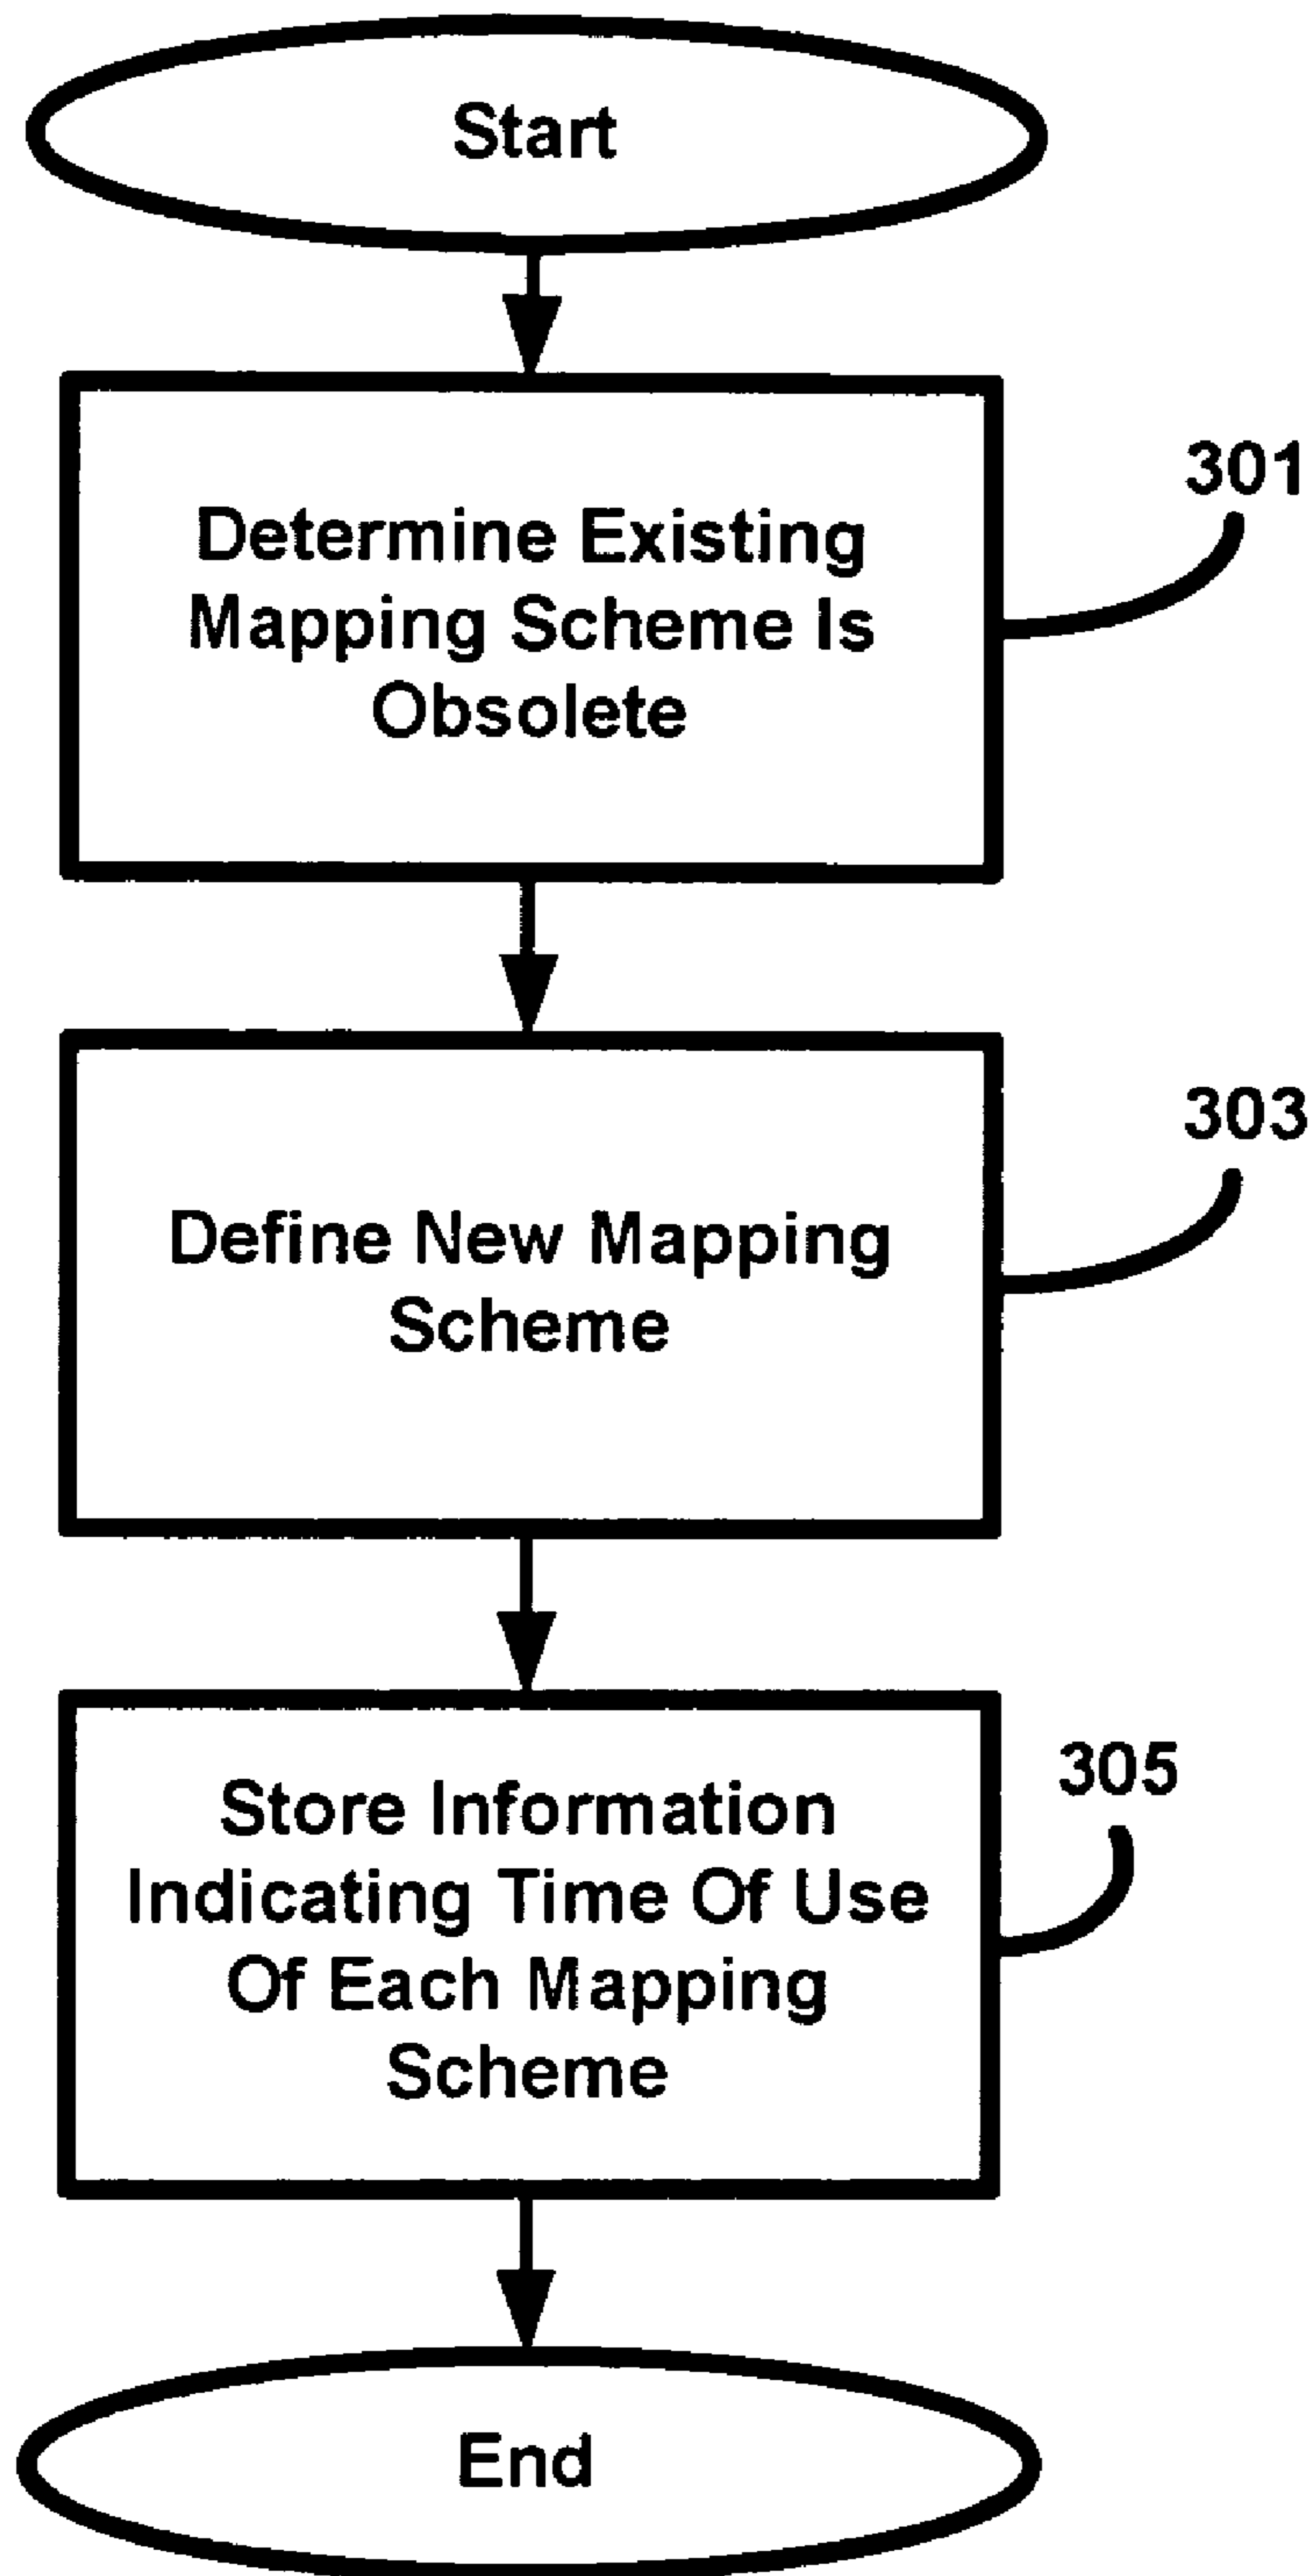 Start
Determine Existing
Mapping Scheme Is
Obsolete
301
Define New Mapping
Scheme
303
Store Information
Indicating Time Of Use
Of Each Mapping
Scheme
305
End